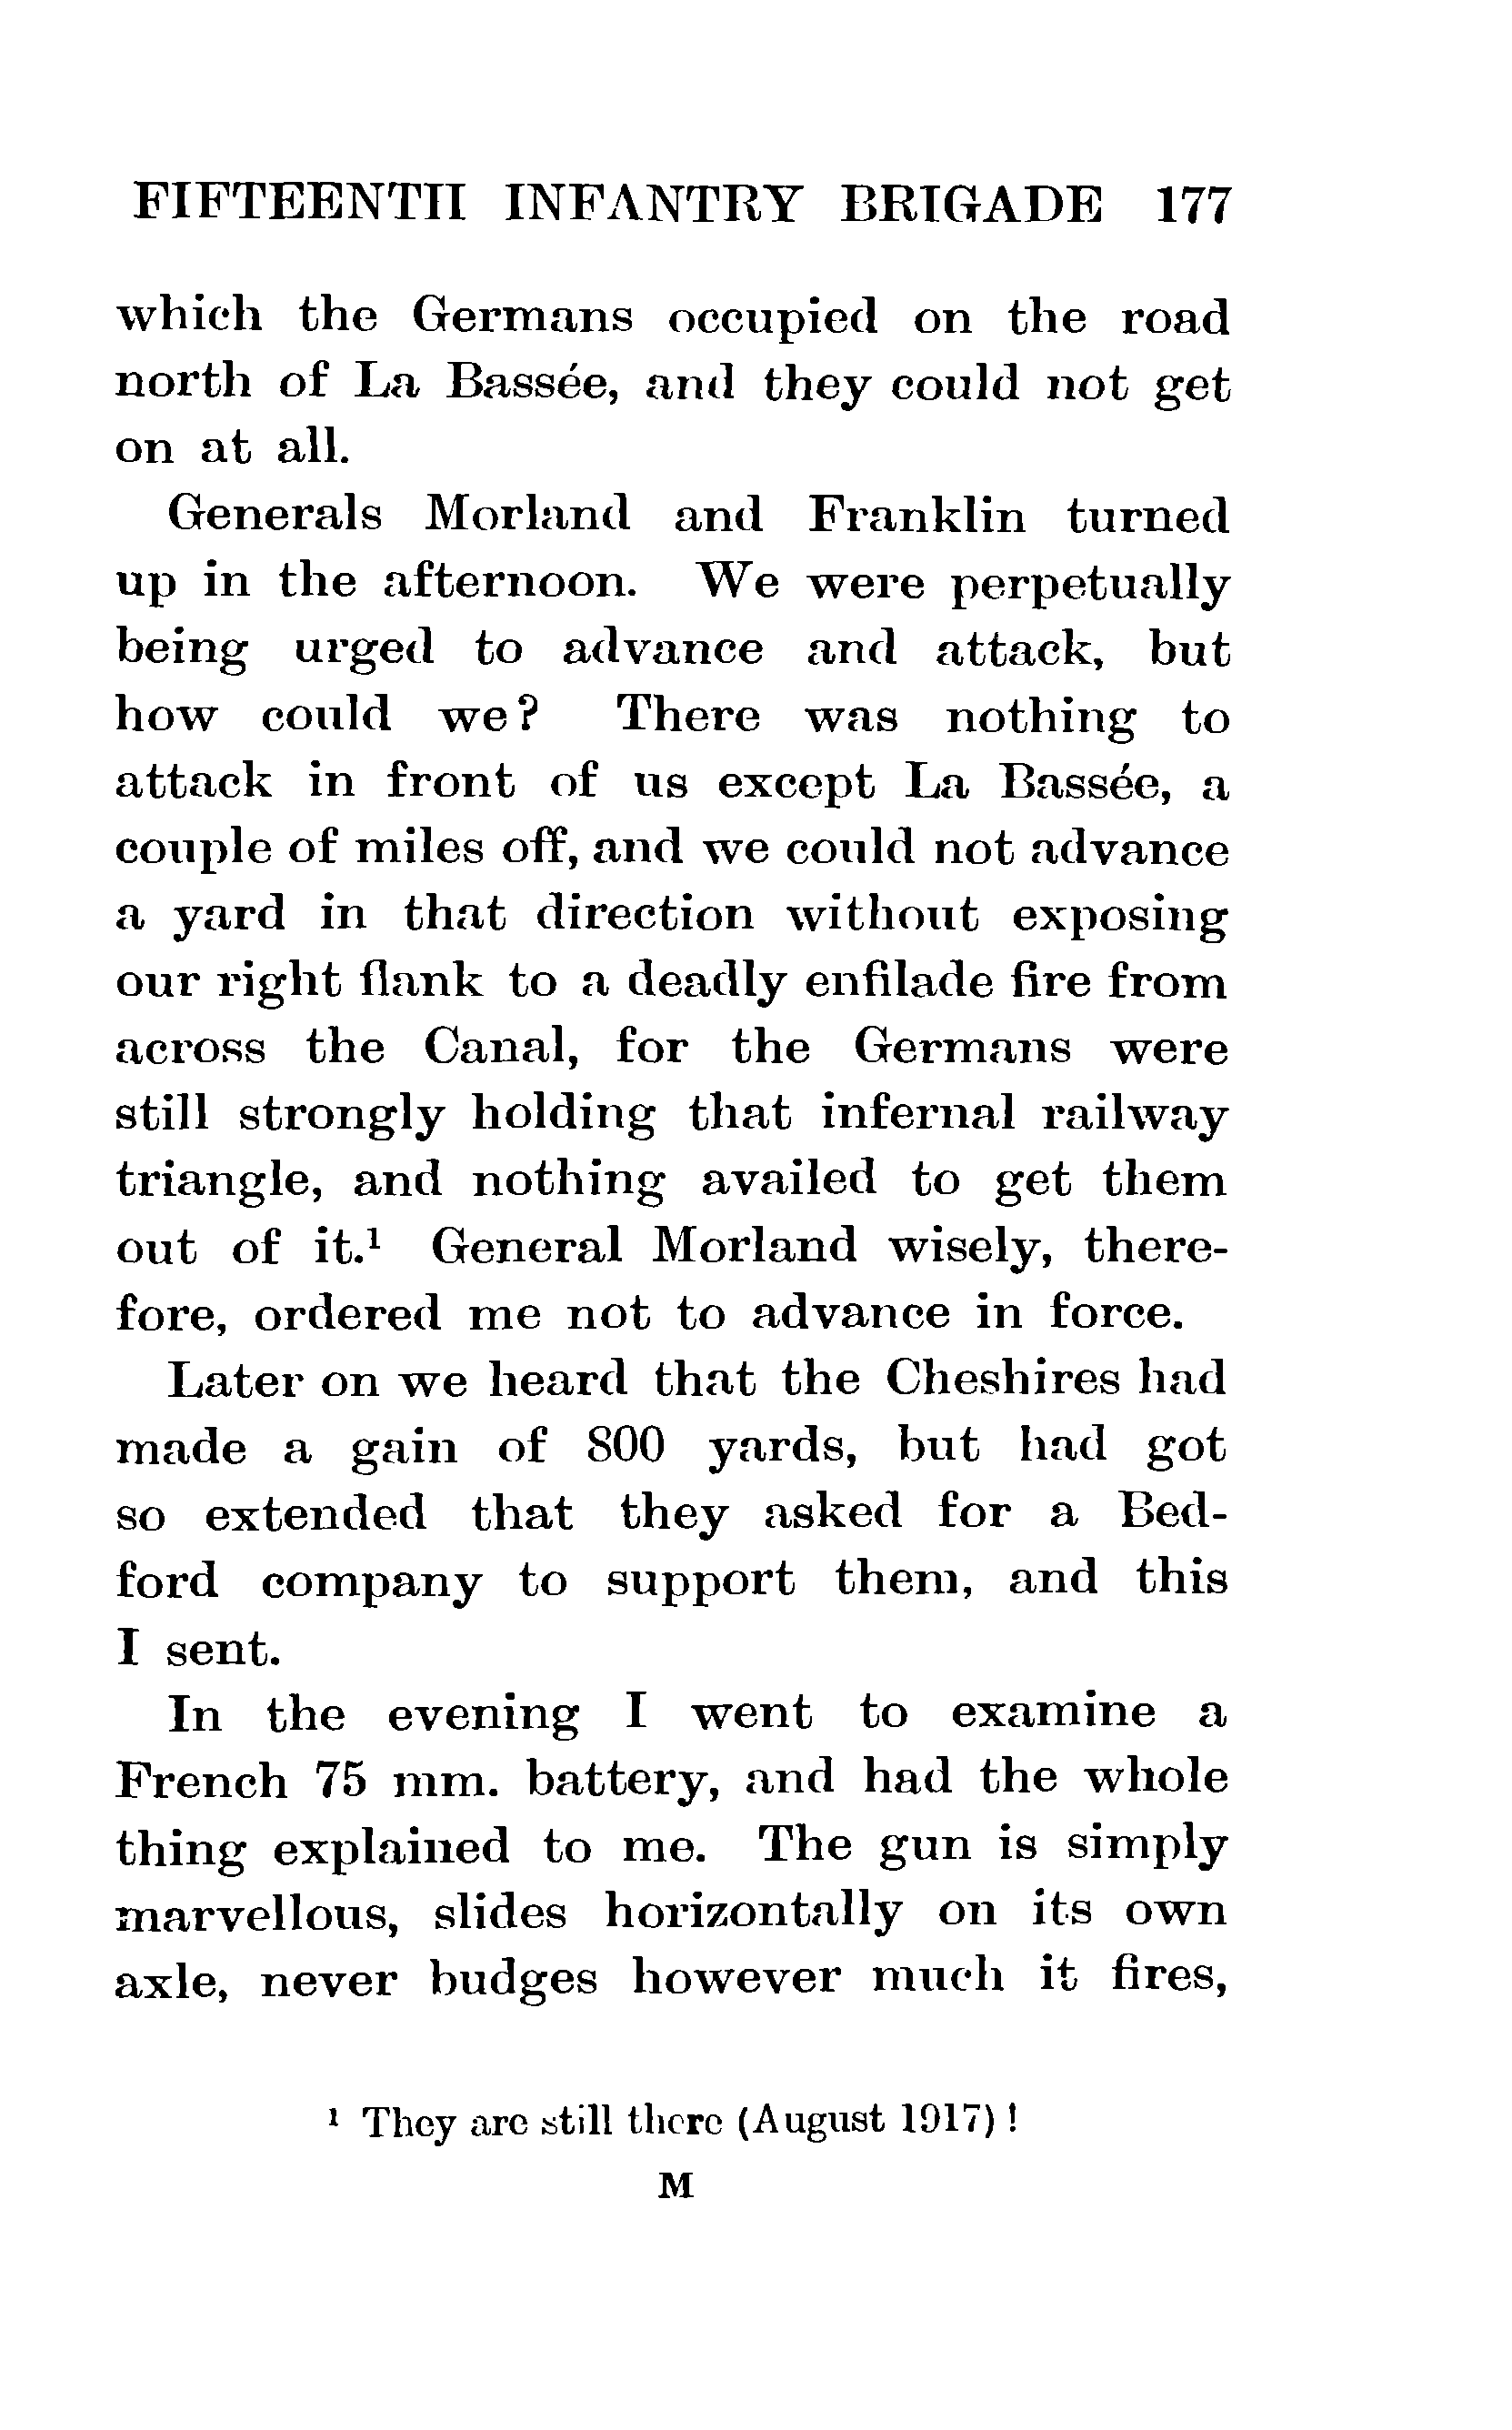 FIFTEENTH INFANTRY BRIGADE 177
which the Germans occupied on the road
north of La Bassée, and they could not get
on at all.
Generals Morland and Franklin turned
up in the afternoon. We were perpetually
being urged to advance and attack, but
how could we? There was nothing to
attack in front of us except La Bassée, a
couple of miles off, and we could not advance
a yard in that direction without exposing
our right flank to a deadly enfilade fire from
across the Canal, for the Germans were
still strongly holding that infernal railway
triangle, and nothing availed to get them
out of it.¹ General Morland wisely, there-
fore, ordered me not to advance in force.
Later on we heard that the Cheshires had
made a gain of 800 yards, but had got
so extended that they asked for a Bed-
ford company to support them, and this
I sent.
In the evening I went to examine a
French 75 mm. battery, and had the whole
thing explained to me. The gun is simply
marvellous, slides horizontally on its own
axle, never budges however much it fires,
¹ They are still there (August 1917)!
M